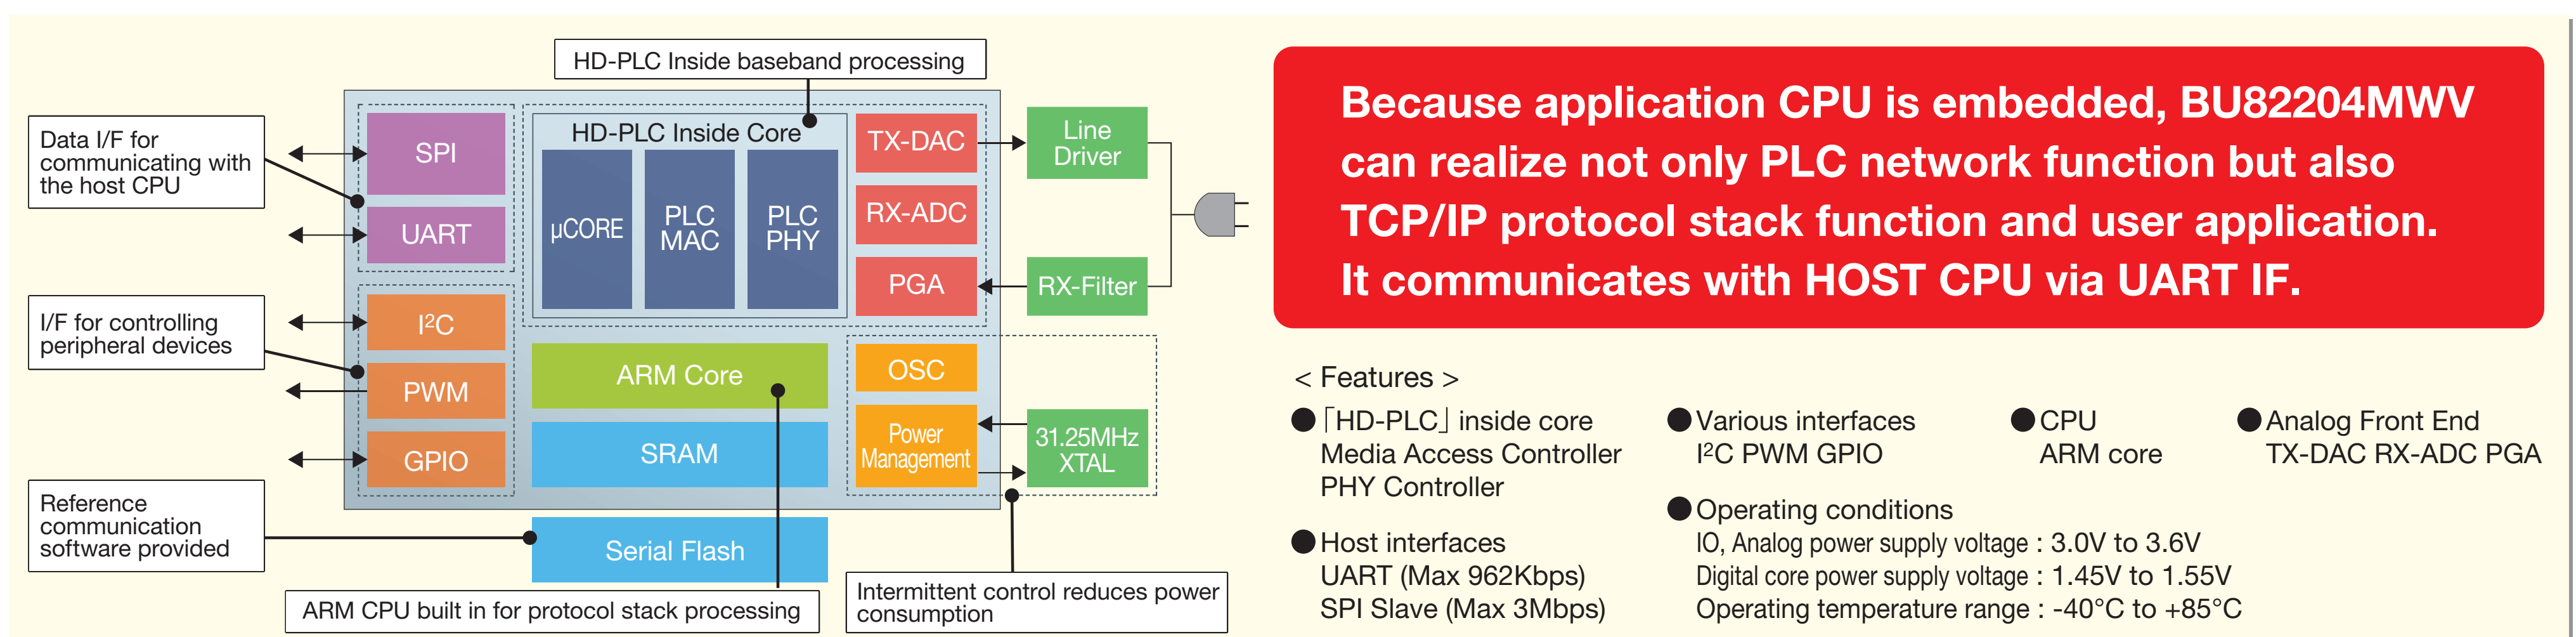 HD-PLC Inside baseband processing
Data I/F for
communicating with
the host CPU
SPI
UART
HD-PLC Inside Core
μCORE
PLC
MAC
PLC
PHY
TX-DAC
RX-ADC
PGA
Line
Driver
RX-Filter
I/F for controlling
peripheral devices
I²C
PWM
GPIO
ARM Core
SRAM
OSC
Power
Management
31.25MHz
XTAL
Reference
communication
software provided
Serial Flash
ARM CPU built in for protocol stack processing
Intermittent control reduces power
consumption
Because application CPU is embedded, BU82204MWV
can realize not only PLC network function but also
TCP/IP protocol stack function and user application.
It communicates with HOST CPU via UART IF.
< Features >
●「HD-PLC」inside core
Media Access Controller
PHY Controller
●Host interfaces
UART (Max 962Kbps)
SPI Slave (Max 3Mbps)
●Various interfaces
I²C PWM GPIO
●CPU
ARM core
●Analog Front End
TX-DAC RX-ADC PGA
●Operating conditions
IO, Analog power supply voltage : 3.0V to 3.6V
Digital core power supply voltage : 1.45V to 1.55V
Operating temperature range : -40°C to +85°C